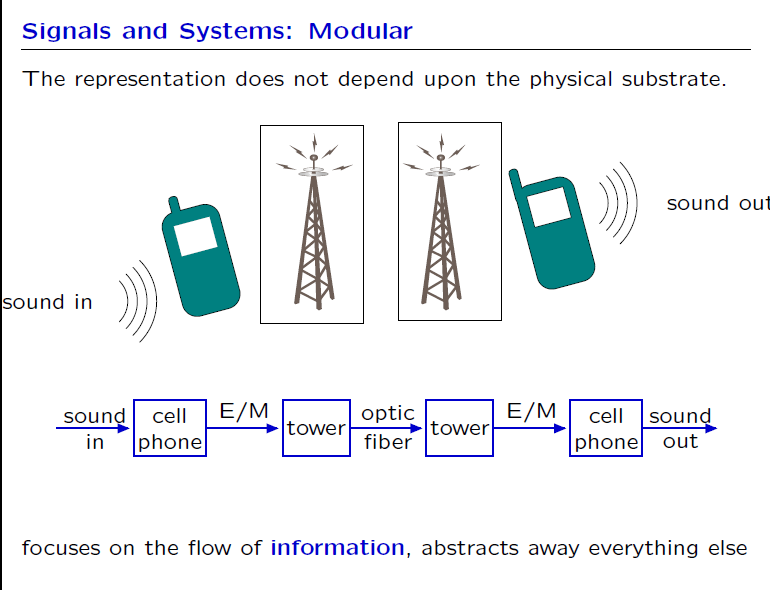 Signals and Systems: Modular
The representation does not depend upon the physical substrate.
sound out
sound in
sound in
cell phone
E/M
tower
optic fiber
tower
E/M
cell phone
sound out
focuses on the flow of information, abstracts away everything else